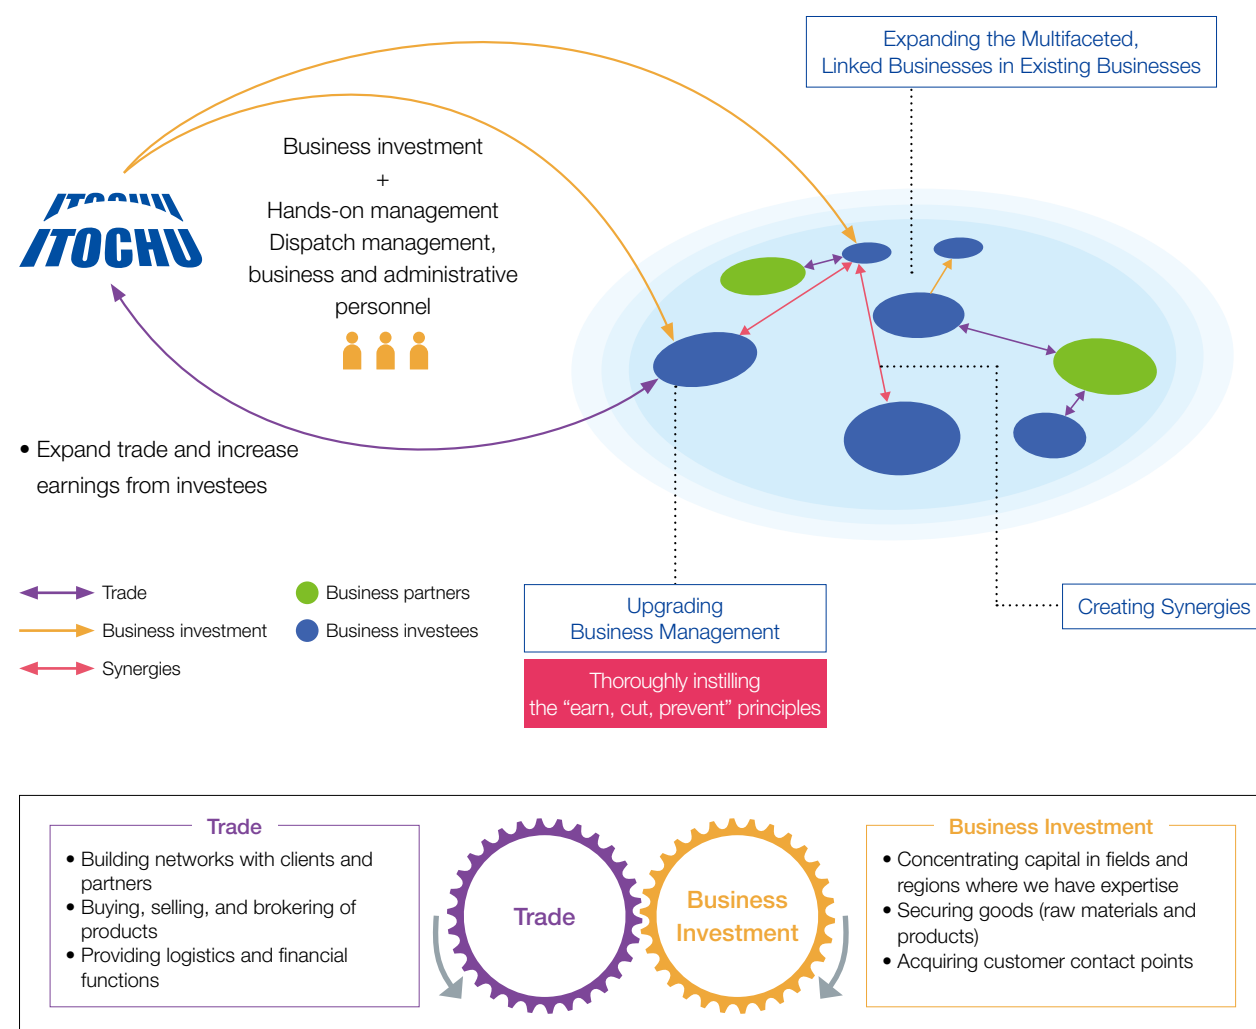 Expanding the Multifaceted,
Linked Businesses in Existing Businesses
Business investment
+
Hands-on management
Dispatch management,
business and administrative
personnel
ITOCHU
ITOCHU
• Expand trade and increase
earnings from investees
Trade
Business investment
Synergies
Business partners
Business investees
Upgrading
Business Management
Thoroughly instilling
the “earn, cut, prevent” principles
Creating Synergies
Trade
• Building networks with clients and
partners
• Buying, selling, and brokering of
products
• Providing logistics and financial
functions
Trade
Business
Investment
Business Investment
• Concentrating capital in fields and
regions where we have expertise
• Securing goods (raw materials and
products)
• Acquiring customer contact points